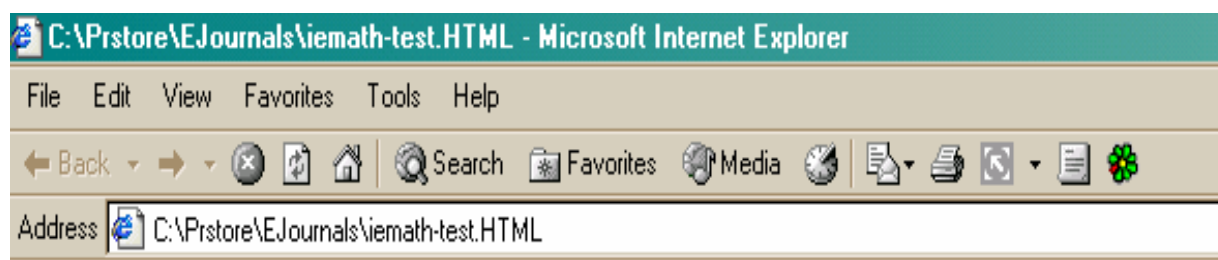 C:\Prstore\EJournals\iemath-test.HTML - Microsoft Internet Explorer
File Edit View Favorites Tools Help
Back Search Favorites Media
Address C:\Prstore\EJournals\iemath-test.HTML